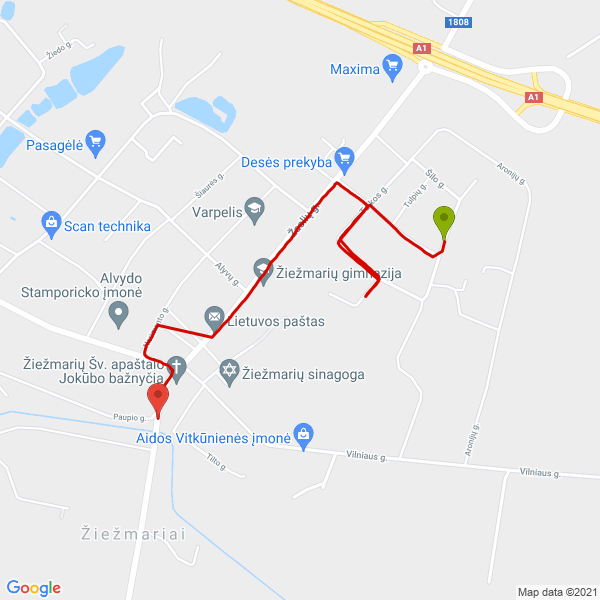 1808
A1
Žiedo g.
Maxima
A1
Pasagėlė
Desės prekyba
Aronijų g.
Šilo g.
Šiaurės g.
Tulpių g.
Varpelis
Žaslių g.
Scan technika
Alyvų g.
Alvydo
Stamporicko įmonė
Žiežmarių gimnazija
Lietuvos paštas
Žiežmarių Šv. apaštalo
Jokūbo bažnyčia
Žiežmarių sinagoga
Paupio g.
Aidos Vitkūnienės įmonė
Aronijų g.
Tilto g.
Vilniaus g.
Vilniaus g.
Žiežmariai
Google
Map data ©2021